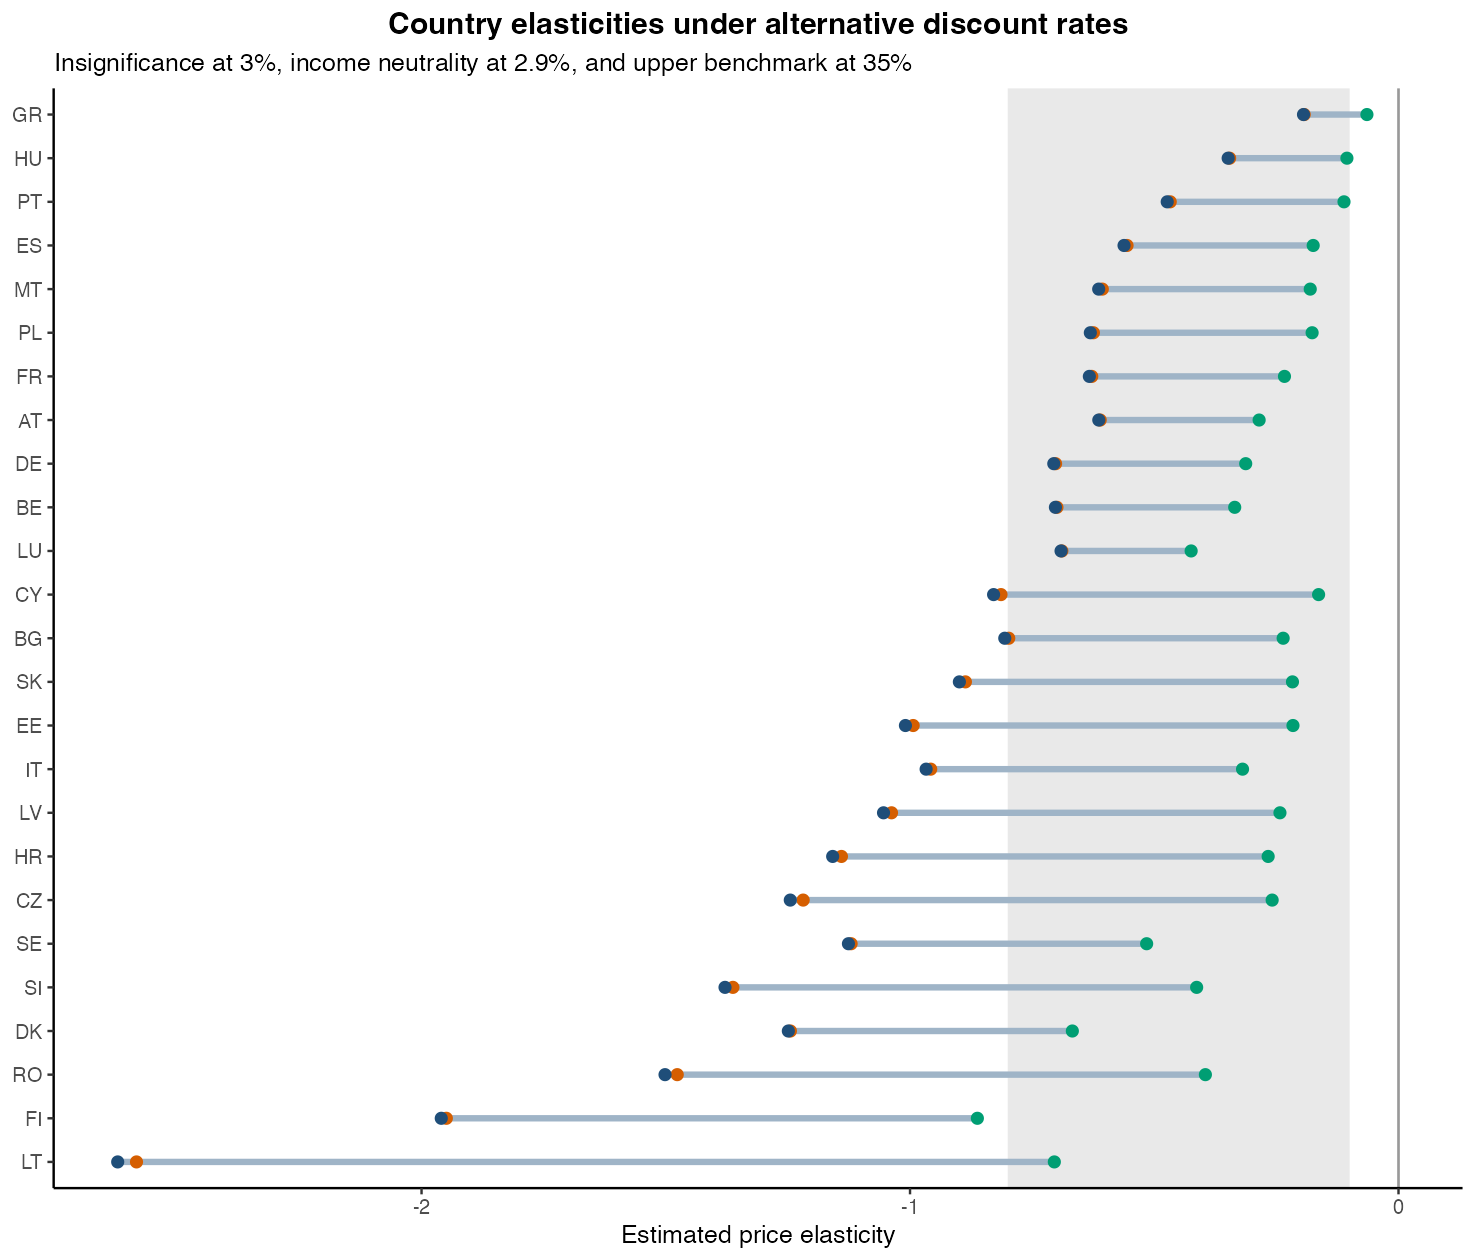 Country elasticities under alternative discount rates
Insignificance at 3%, income neutrality at 2.9%, and upper benchmark at 35%
GR
HU
PT
ES
MT
PL
FR
AT
DE
BE
LU
CY
BG
SK
EE
IT
LV
HR
CZ
SE
SI
DK
RO
FI
LT
-2 -1 0
Estimated price elasticity